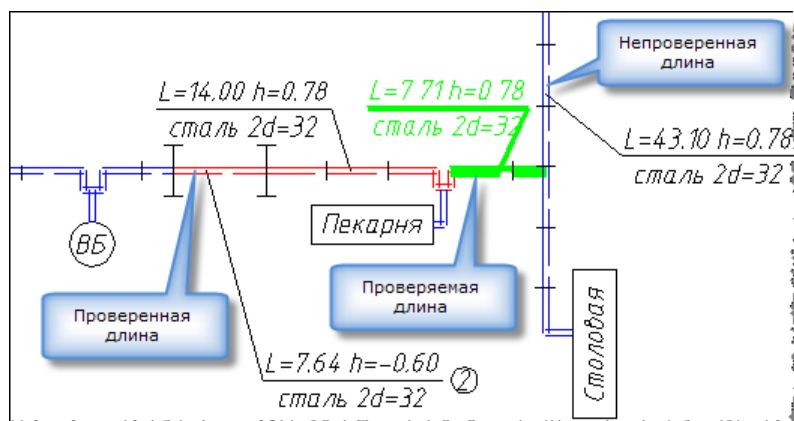 Непроверенная
длина
L=14.00 h=0.78
сталь 2d=32
L=7 71 h=0 78
сталь 2d=32
L=43.10 h=0.78
сталь 2d=32
Пекарня
ВБ
Проверенная
длина
Проверяемая
длина
Столовая
L=7.64 h=-0.60
сталь 2d=32
2